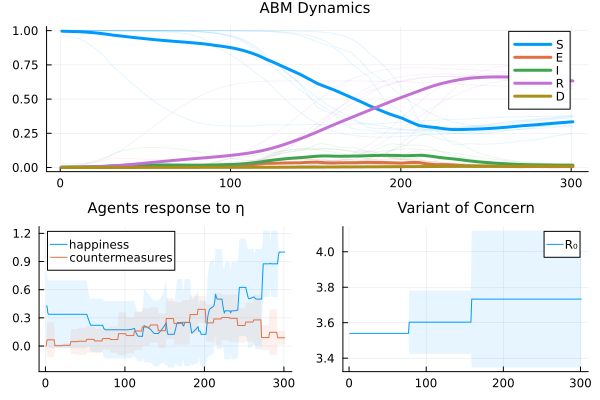 ABM Dynamics
1.00
0.75
0.50
0.25
0.00
S
E
I
R
D
0 100 200 300
Agents response to η
1.2
0.9
0.6
0.3
0.0
happiness
countermeasures
0 100 200 300
Variant of Concern
4.0
3.8
3.6
3.4
R₀
0 100 200 300